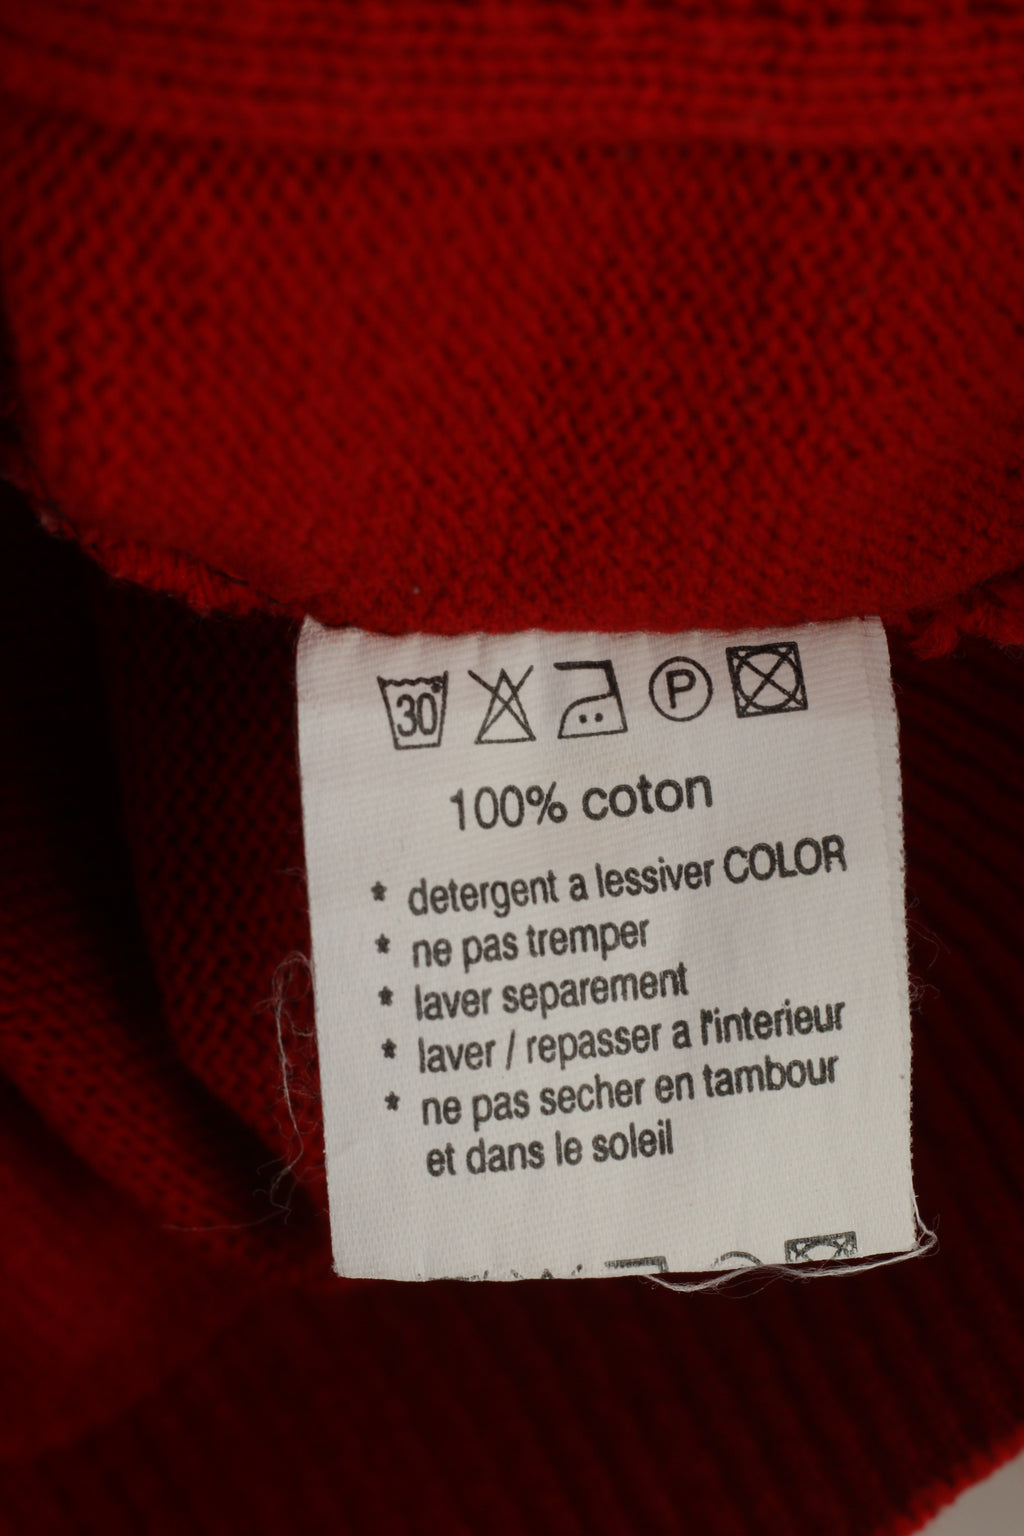 30 P
100% coton
* detergent a lessiver COLOR
* ne pas tremper
* laver separement
* laver / repasser a l'interieur
* ne pas secher en tambour
et dans le soleil